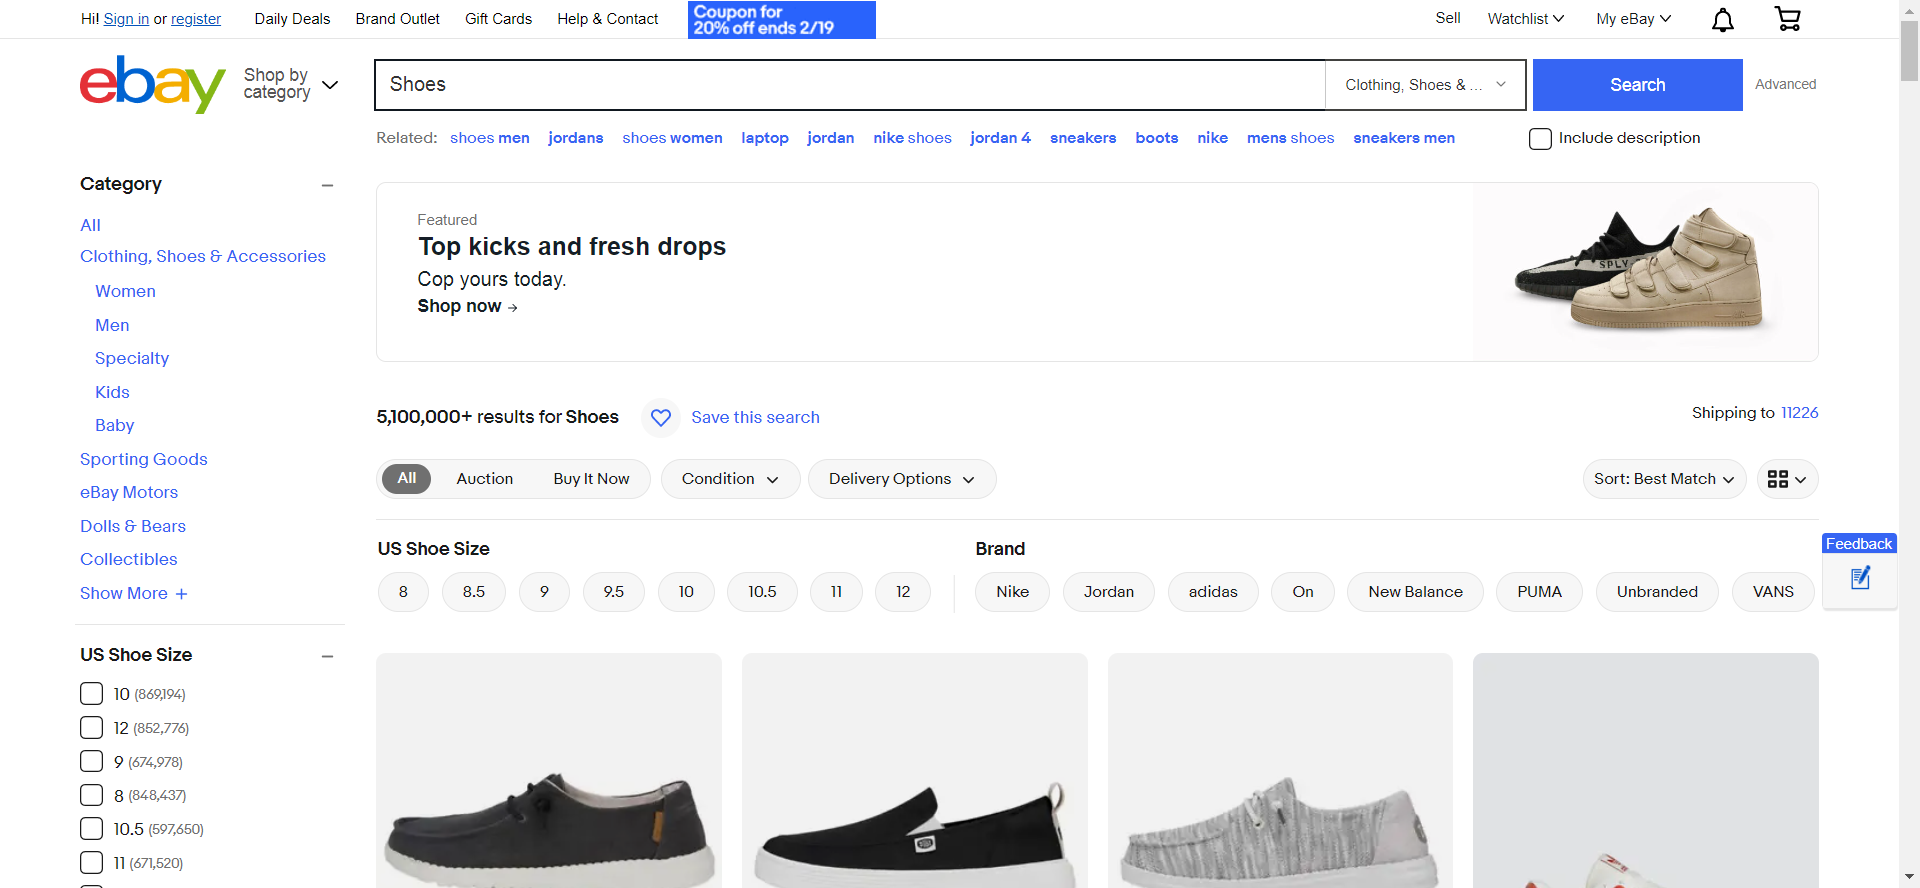 Hi! Sign in or register
Daily Deals
Brand Outlet
Gift Cards
Help & Contact
Coupon for
20% off ends 2/19
Sell
Watchlist
My eBay
ebay
Shop by
category
Shoes
Clothing, Shoes & ...
Search
Advanced
Related: shoes men jordans shoes women laptop jordan nike shoes jordan 4 sneakers boots nike mens shoes sneakers men
Include description
Category
All
Clothing, Shoes & Accessories
Women
Men
Specialty
Kids
Baby
Sporting Goods
eBay Motors
Dolls & Bears
Collectibles
Show More
US Shoe Size
10 (869,194)
12 (852,776)
9 (674,978)
8 (848,437)
10.5 (597,650)
11 (671,520)
Featured
Top kicks and fresh drops
Cop yours today.
Shop now →
SPLY
5,100,000+ results for Shoes
Save this search
Shipping to 11226
All
Auction
Buy It Now
Condition
Delivery Options
Sort: Best Match
US Shoe Size
8 8.5 9 9.5 10 10.5 11 12
Brand
Nike Jordan adidas On New Balance PUMA Unbranded VANS
Feedback